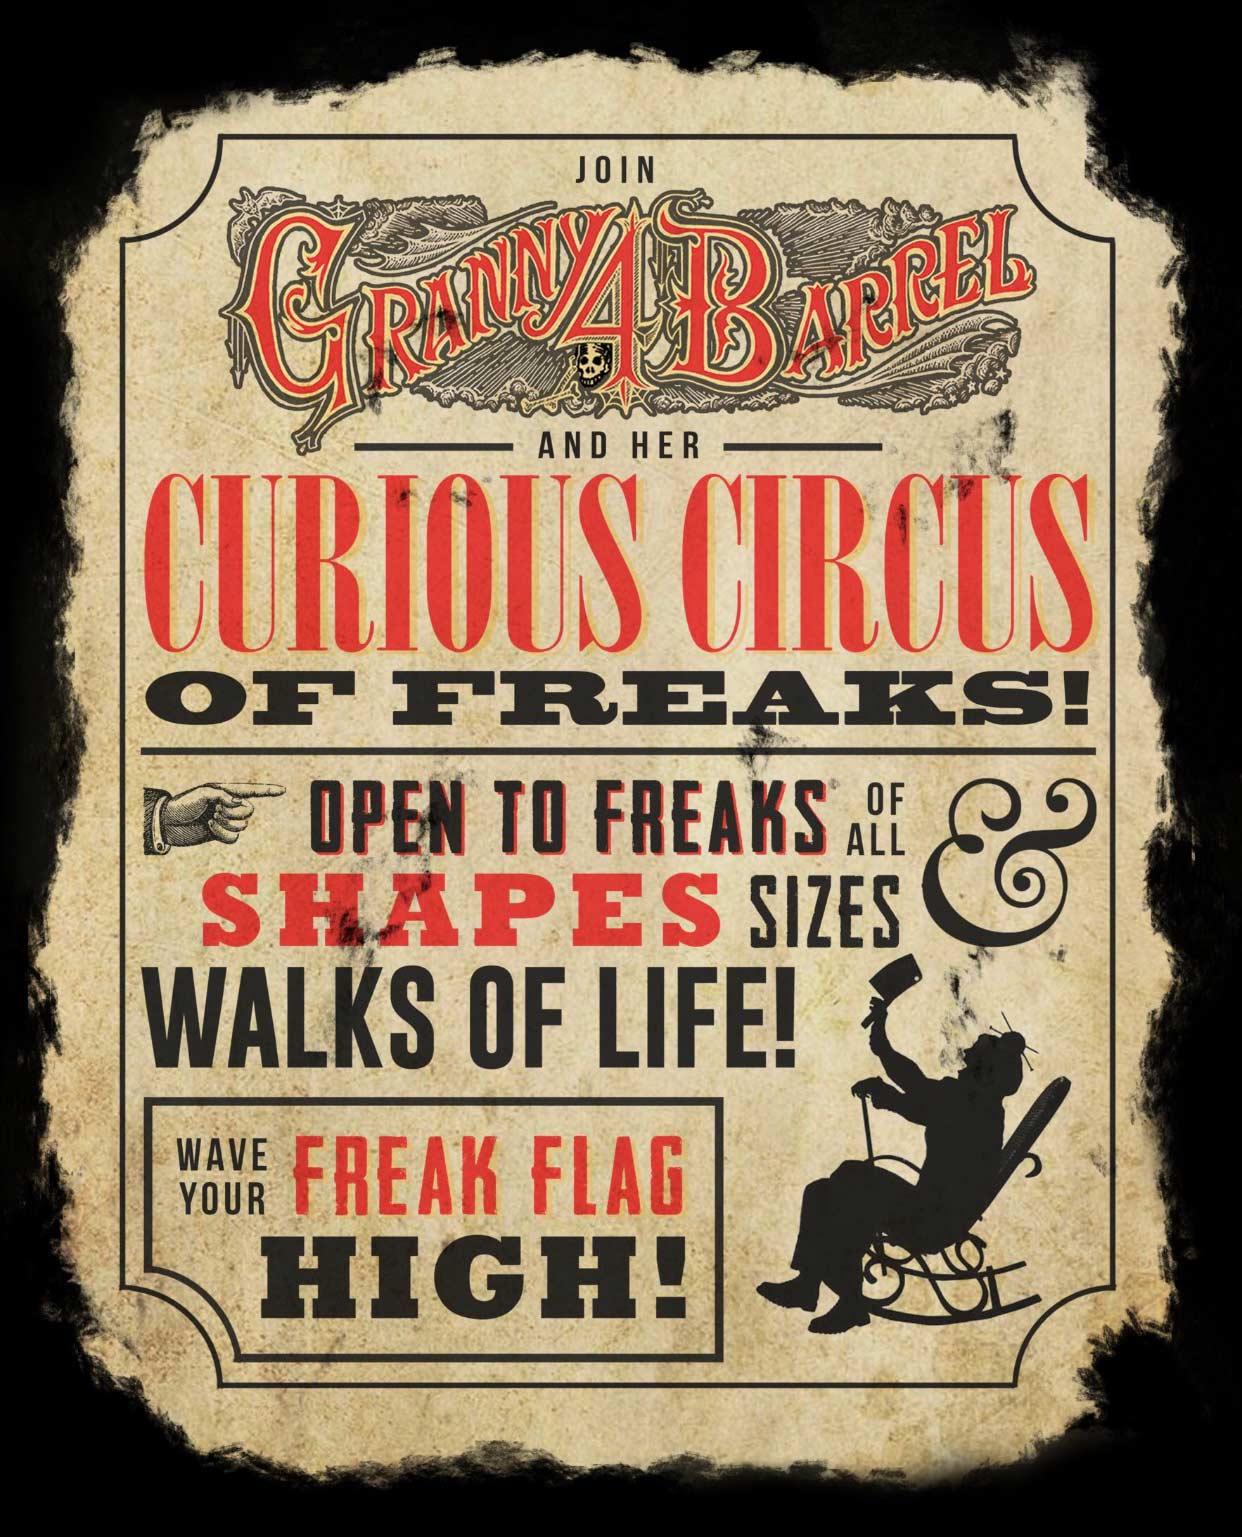 JOIN
GRANNY 4 BARREL
AND HER
CURIOUS CIRCUS
OF FREAKS!
OPEN TO FREAKS OF ALL
SHAPES SIZES &
WALKS OF LIFE!
WAVE YOUR FREAK FLAG
HIGH!